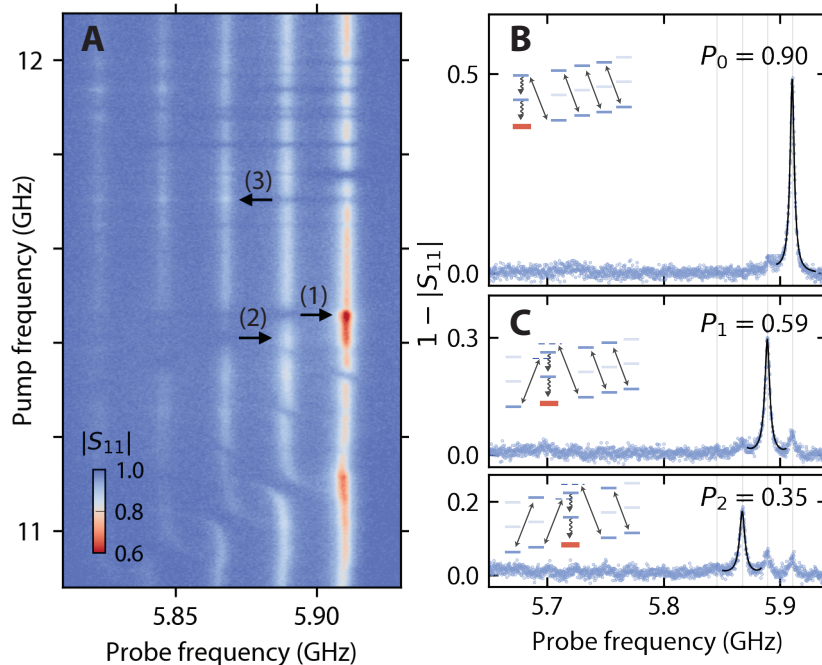 A
12
11
Pump frequency (GHz)
(3)
(1)
(2)
|S₁₁|
1.0
0.8
0.6
5.85
5.90
Probe frequency (GHz)
B
P₀ = 0.90
0.5
0.0
1 − |S₁₁|
C
P₁ = 0.59
0.3
0.0
P₂ = 0.35
0.2
0.0
5.7
5.8
5.9
Probe frequency (GHz)